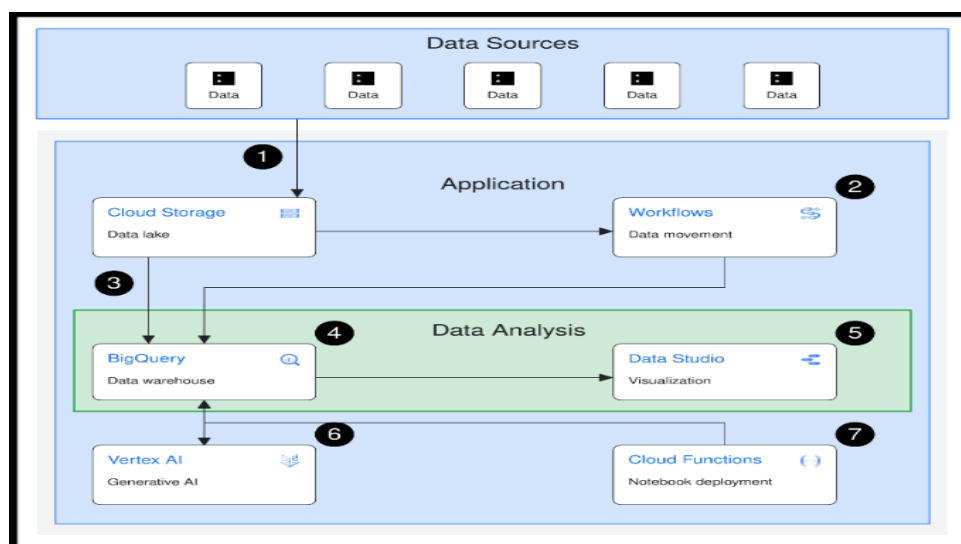 Data Sources
Data
Data
Data
Data
Data
1
Application
2
Cloud Storage
Data lake
Workflows
Data movement
3
Data Analysis
4
5
BigQuery
Data warehouse
Data Studio
Visualization
6
7
Vertex AI
Generative AI
Cloud Functions
Notebook deployment